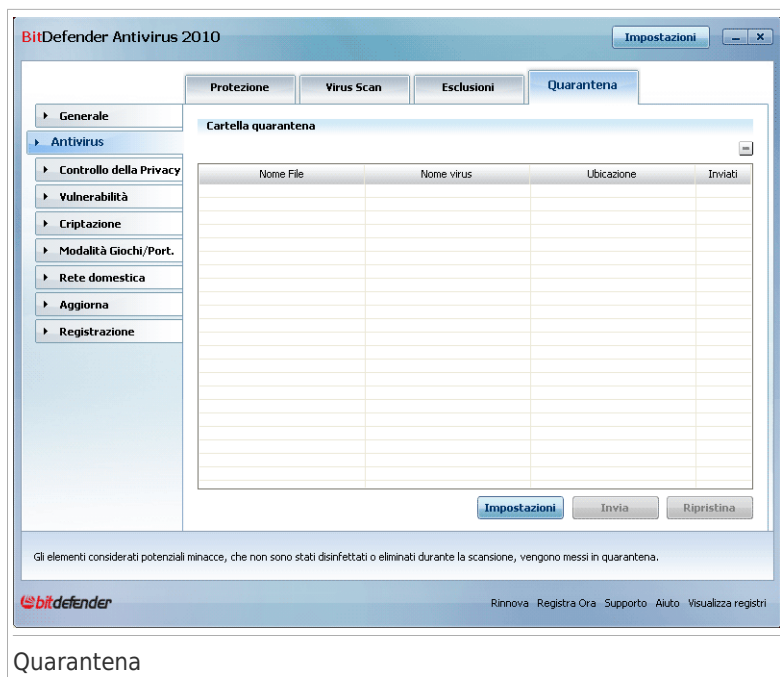 BitDefender Antivirus 2010
Impostazioni
Protezione
Virus Scan
Esclusioni
Quarantena
Generale
Antivirus
Controllo della Privacy
Vulnerabilità
Criptazione
Modalità Giochi/Port.
Rete domestica
Aggiorna
Registrazione
Cartella quarantena
Nome File Nome virus Ubicazione Inviati
Impostazioni Invia Ripristina
Gli elementi considerati potenziali minacce, che non sono stati disinfettati o eliminati durante la scansione, vengono messi in quarantena.
bitdefender
Rinnova Registra Ora Supporto Aiuto Visualizza registri
Quarantena